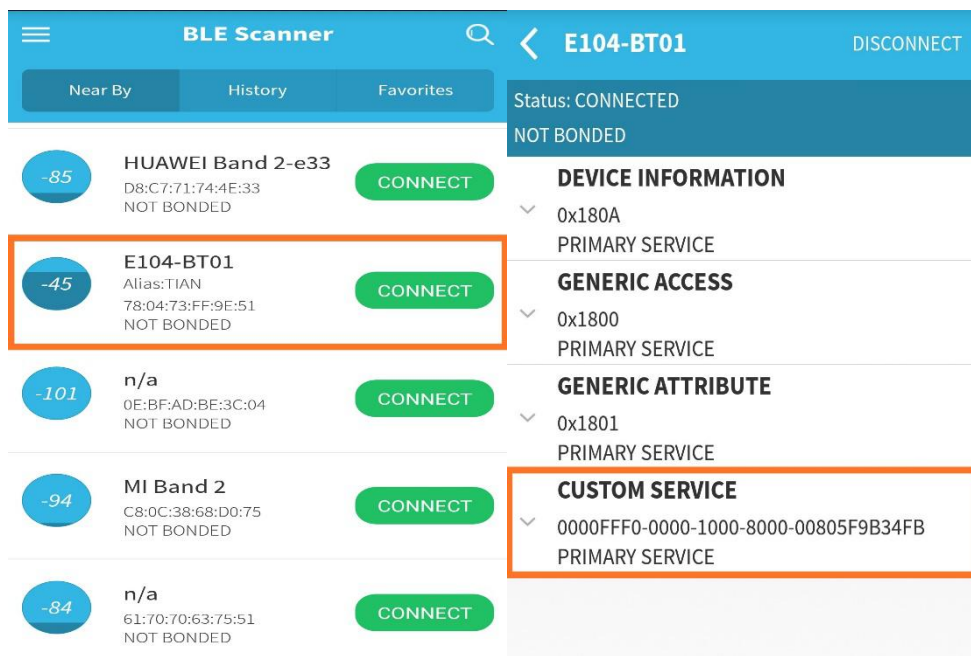 BLE Scanner
Near By
History
Favorites
-85
HUAWEI Band 2-e33
D8:C7:71:74:4E:33
NOT BONDED
CONNECT
-45
E104-BT01
Alias:TIAN
78:04:73:FF:9E:51
NOT BONDED
CONNECT
-101
n/a
0E:BF:AD:BE:3C:04
NOT BONDED
CONNECT
-94
MI Band 2
C8:0C:38:68:D0:75
NOT BONDED
CONNECT
-84
n/a
61:70:70:63:75:51
NOT BONDED
CONNECT
E104-BT01
DISCONNECT
Status: CONNECTED
NOT BONDED
DEVICE INFORMATION
0x180A
PRIMARY SERVICE
GENERIC ACCESS
0x1800
PRIMARY SERVICE
GENERIC ATTRIBUTE
0x1801
PRIMARY SERVICE
CUSTOM SERVICE
0000FFF0-0000-1000-8000-00805F9B34FB
PRIMARY SERVICE